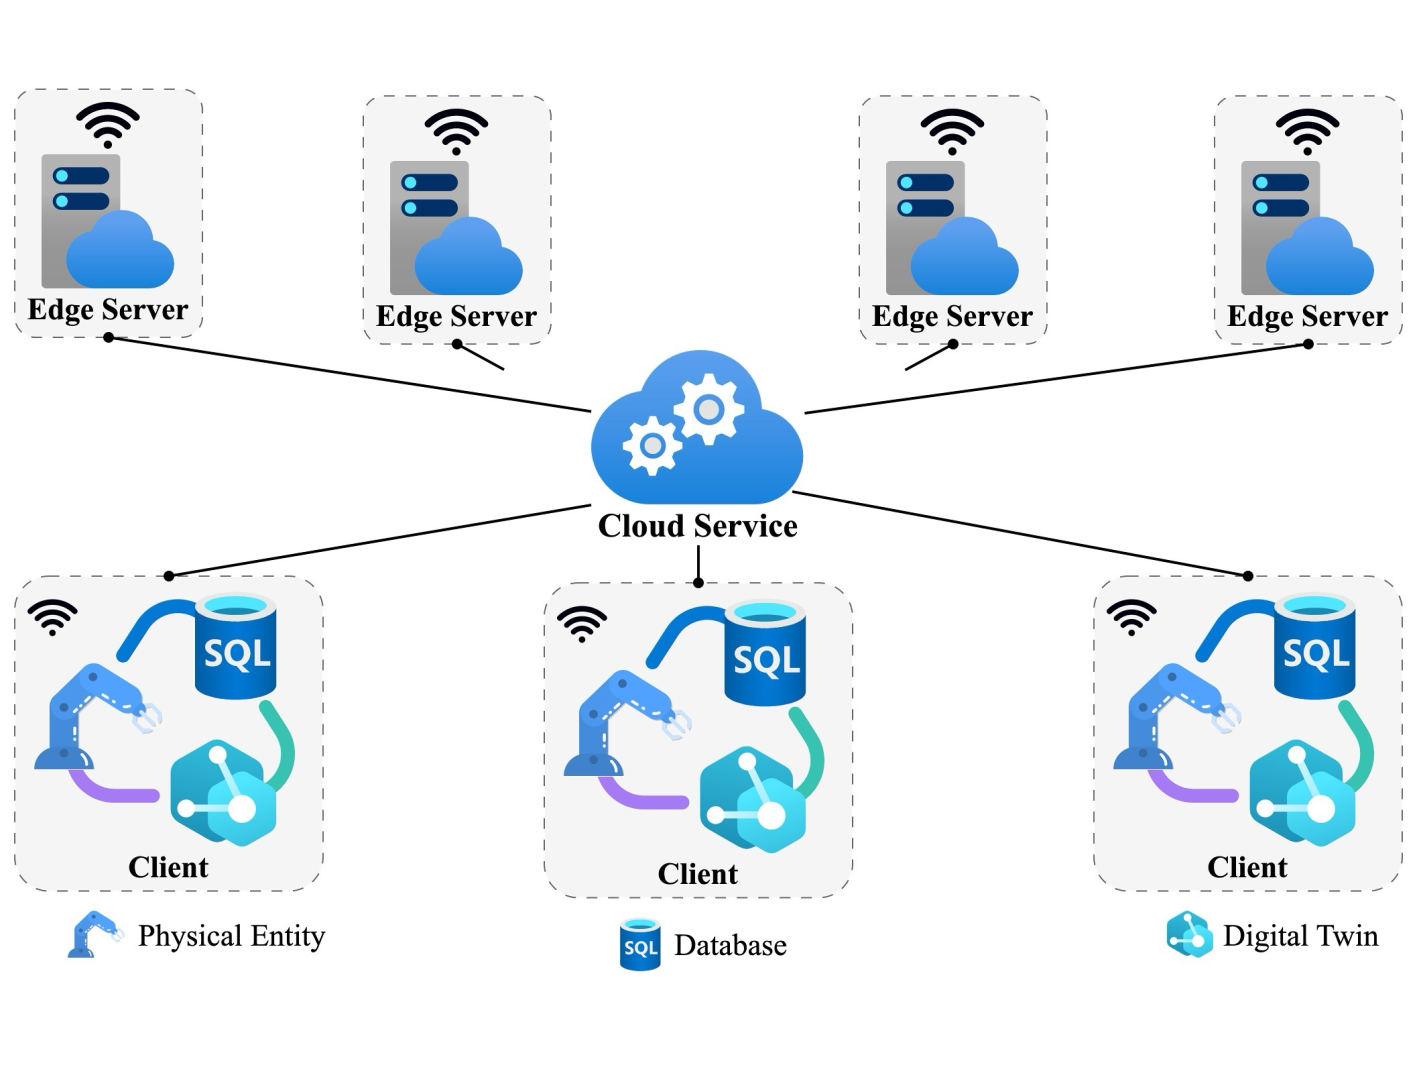 Edge Server
Edge Server
Edge Server
Edge Server
Cloud Service
SQL
SQL
SQL
Client
Client
Client
Physical Entity
SQL
Database
Digital Twin